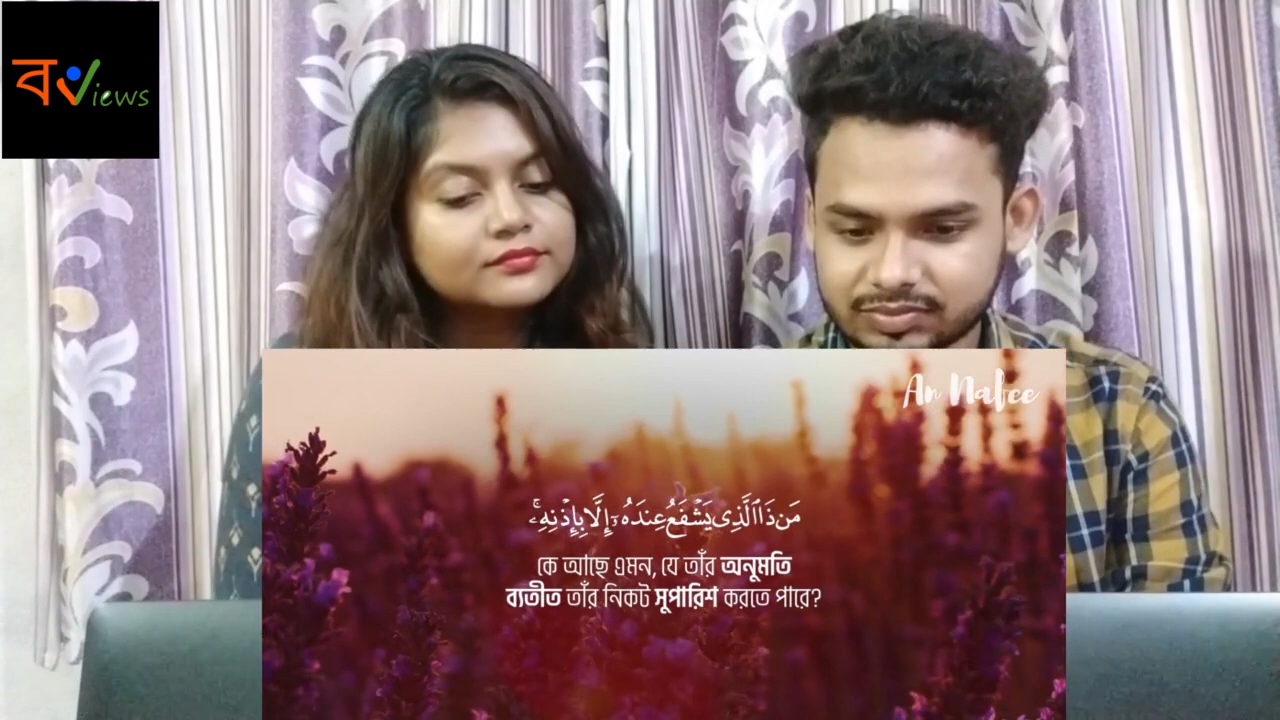 বViews
An Nafee
مَن ذَا ٱلَّذِى يَشْفَعُ عِندَهُۥٓ إِلَّا بِإِذْنِهِۦ ۚ
কে আছে এমন, যে তাঁর অনুমতি
ব্যতীত তাঁর নিকট সুপারিশ করতে পারে?